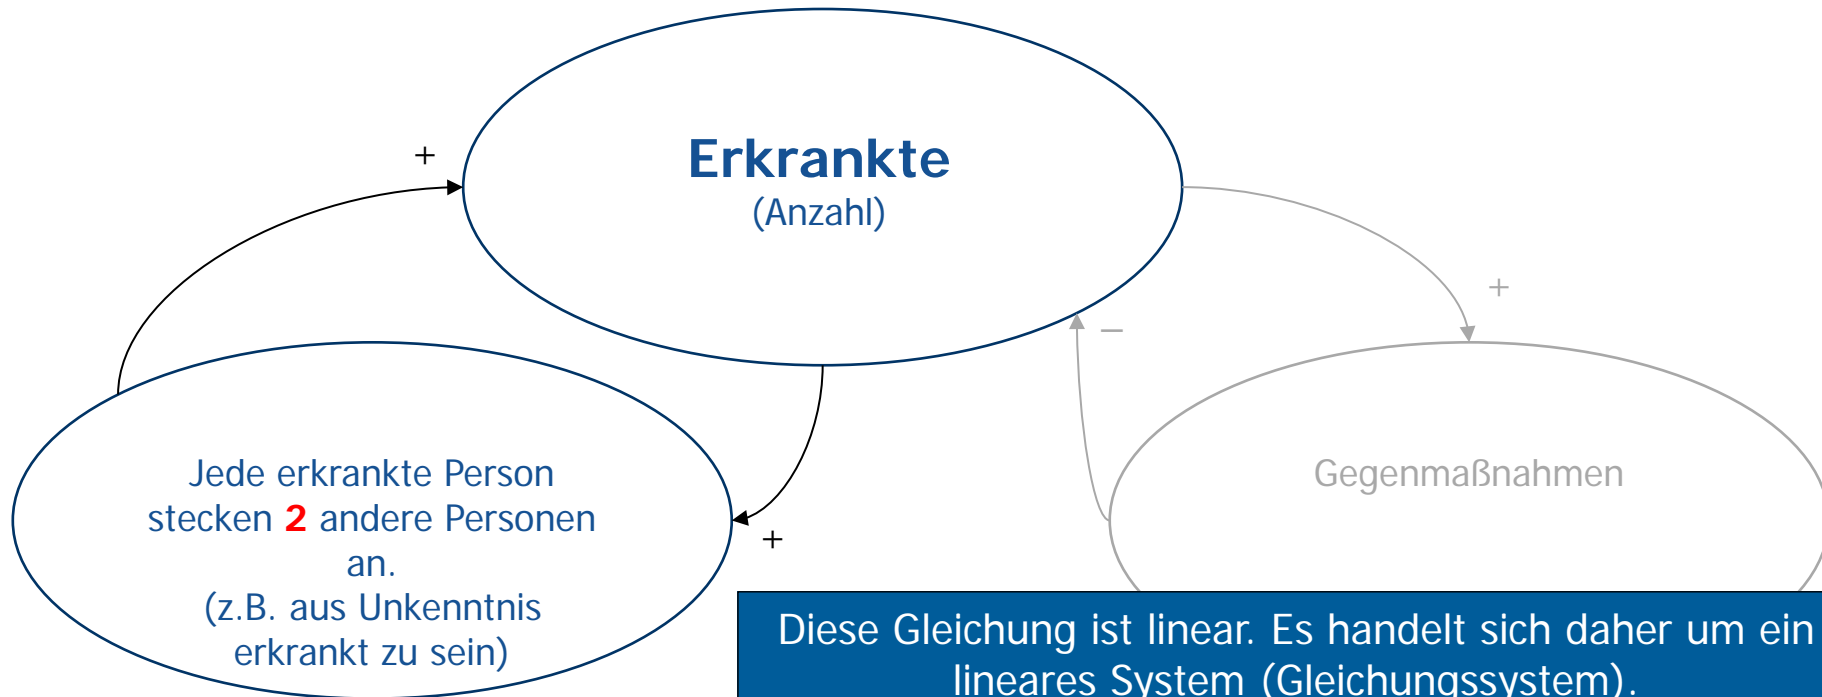 +
Erkrankte
(Anzahl)
+
–
Jede erkrankte Person
stecken 2 andere Personen
an.
(z.B. aus Unkenntnis
erkrankt zu sein)
+
Gegenmaßnahmen
Diese Gleichung ist linear. Es handelt sich daher um ein
lineares System (Gleichungssystem).